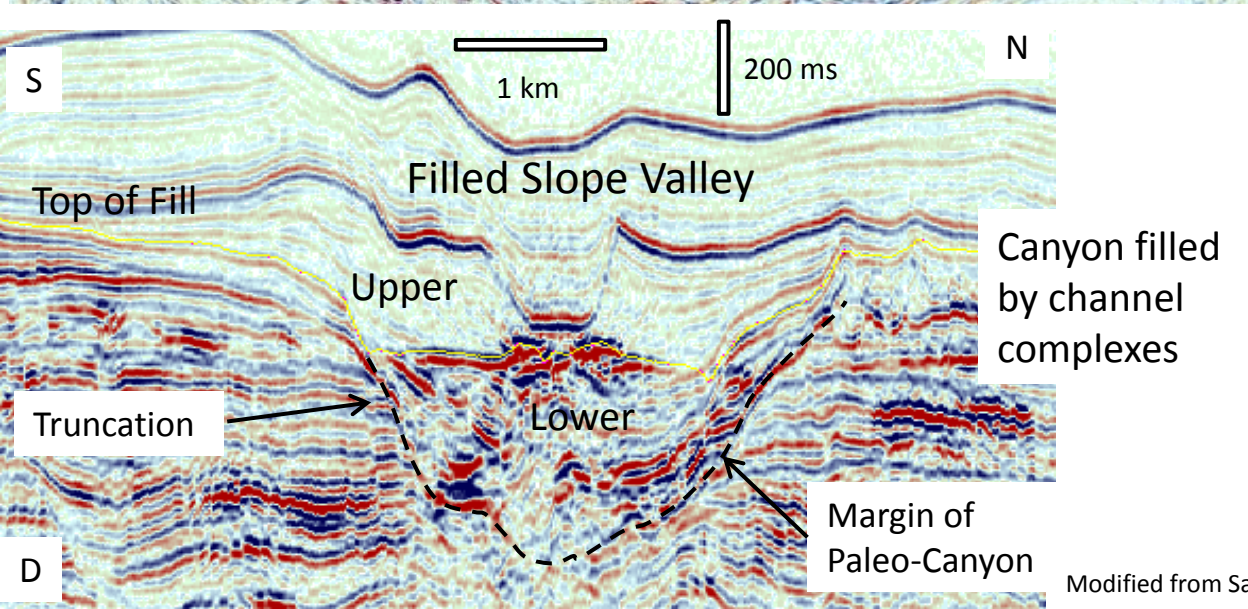 S
N
1 km
200 ms
Filled Slope Valley
Top of Fill
Canyon filled
by channel
complexes
Upper
Truncation
Lower
Margin of
Paleo-Canyon
D
Modified from